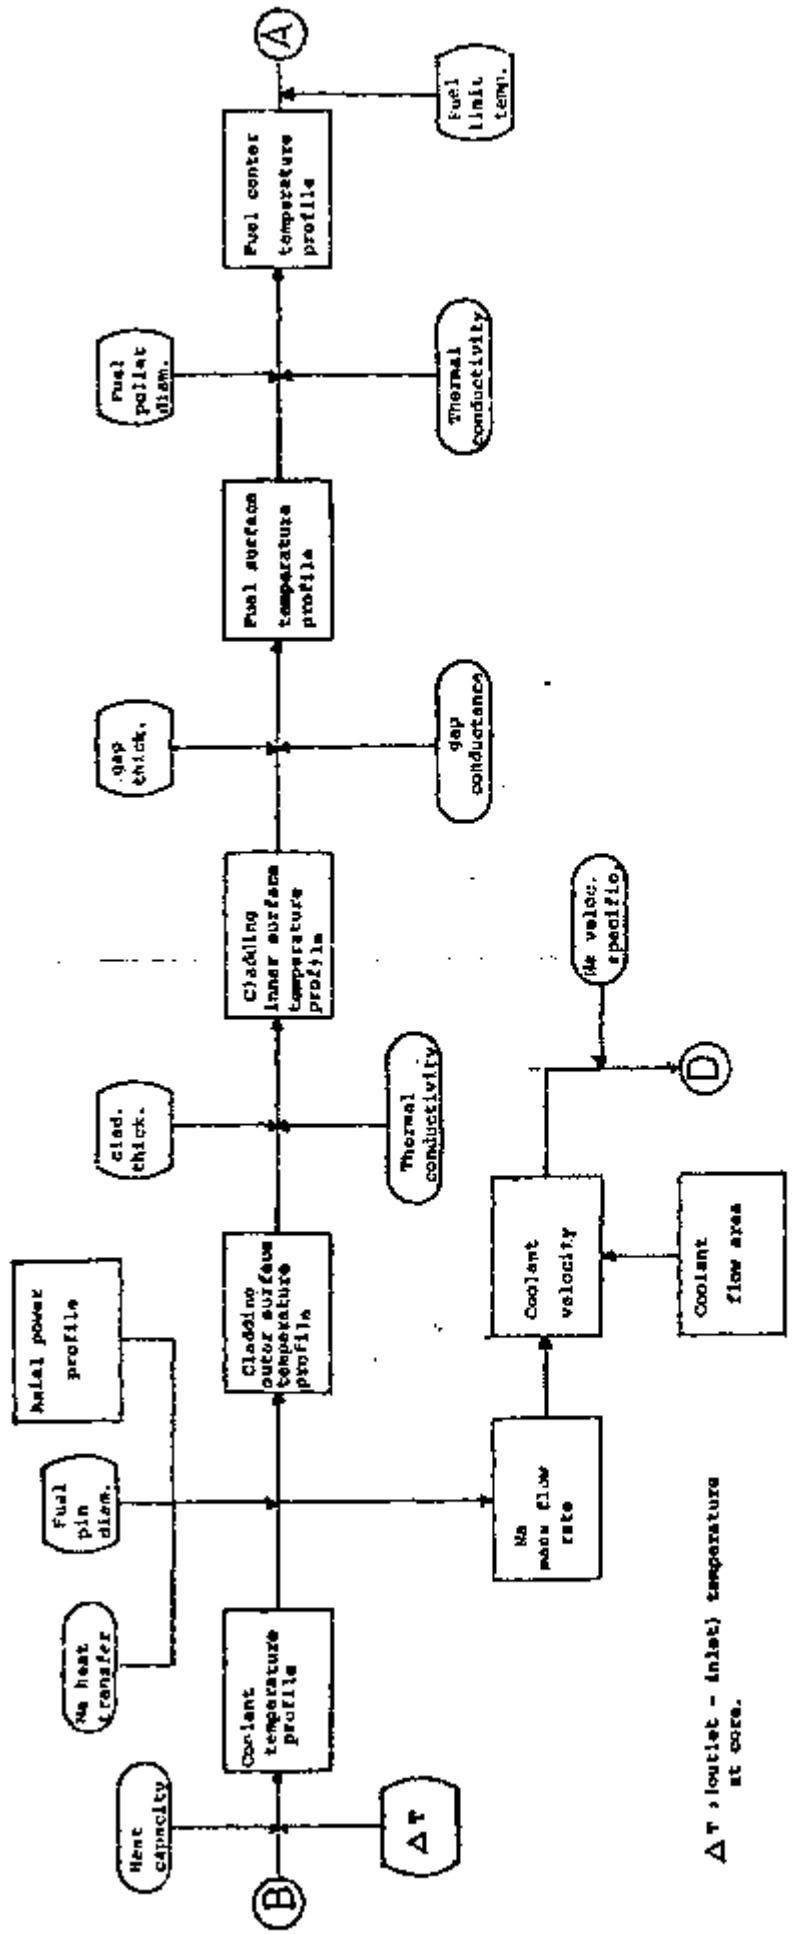 B
Heat
capacity
Δ T
Coolant
temperature
profile
Na heat
transfer
Fuel
pin
diam.
Axial power
profile
Cladding
outer surface
temperature
profile
clad.
thick.
Thermal
conductivity
Cladding
inner surface
temperature
profile
gap
thick.
gap
conductance
Fuel surface
temperature
profile
Fuel
pellet
diam.
Thermal
conductivity
Fuel center
temperature
profile
Fuel
limit
temp.
A
Na
mass flow
rate
Coolant
velocity
Coolant
flow area
Na veloc.
specific.
D
Δ T : (outlet - inlet) temperature
at core.